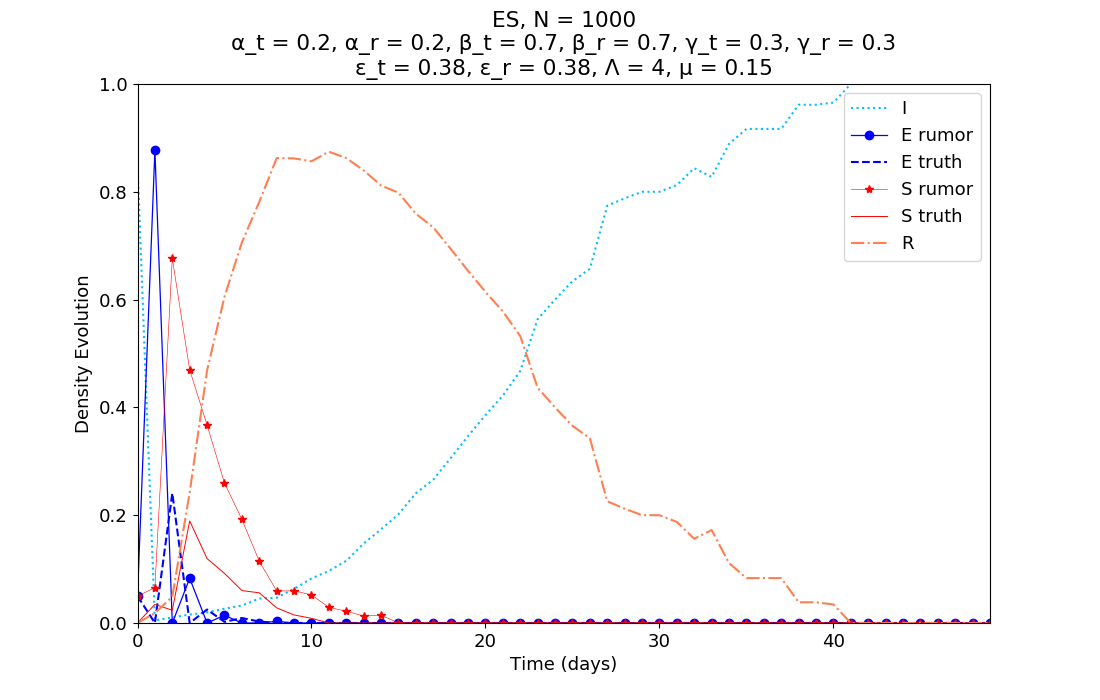 ES, N = 1000
α_t = 0.2, α_r = 0.2, β_t = 0.7, β_r = 0.7, γ_t = 0.3, γ_r = 0.3
ε_t = 0.38, ε_r = 0.38, Λ = 4, μ = 0.15
1.0
0.8
0.6
0.4
0.2
0.0
Density Evolution
I
E rumor
E truth
S rumor
S truth
R
0
10
20
30
40
Time (days)